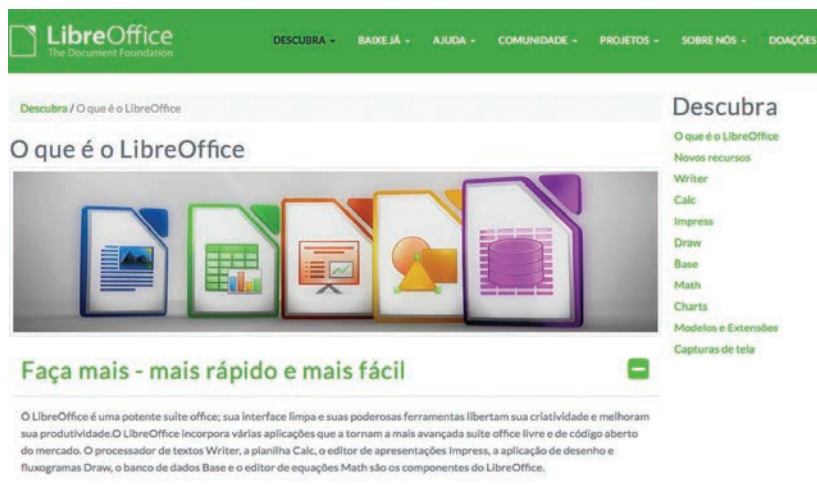 LibreOffice
The Document Foundation
DESCUBRA BAIXE JÁ AJUDA COMUNIDADE PROJETOS SOBRE NÓS DOAÇÕES
Descubra / O que é o LibreOffice
O que é o LibreOffice
Faça mais - mais rápido e mais fácil
O LibreOffice é uma potente suite office; sua interface limpa e suas poderosas ferramentas libertam sua criatividade e melhoram
sua produtividade.O LibreOffice incorpora várias aplicações que a tornam a mais avançada suite office livre e de código aberto
do mercado. O processador de textos Writer, a planilha Calc, o editor de apresentações Impress, a aplicação de desenho e
fluxogramas Draw, o banco de dados Base e o editor de equações Math são os componentes do LibreOffice.
Descubra
O que é o LibreOffice
Novos recursos
Writer
Calc
Impress
Draw
Base
Math
Charts
Modelos e Extensões
Capturas de tela